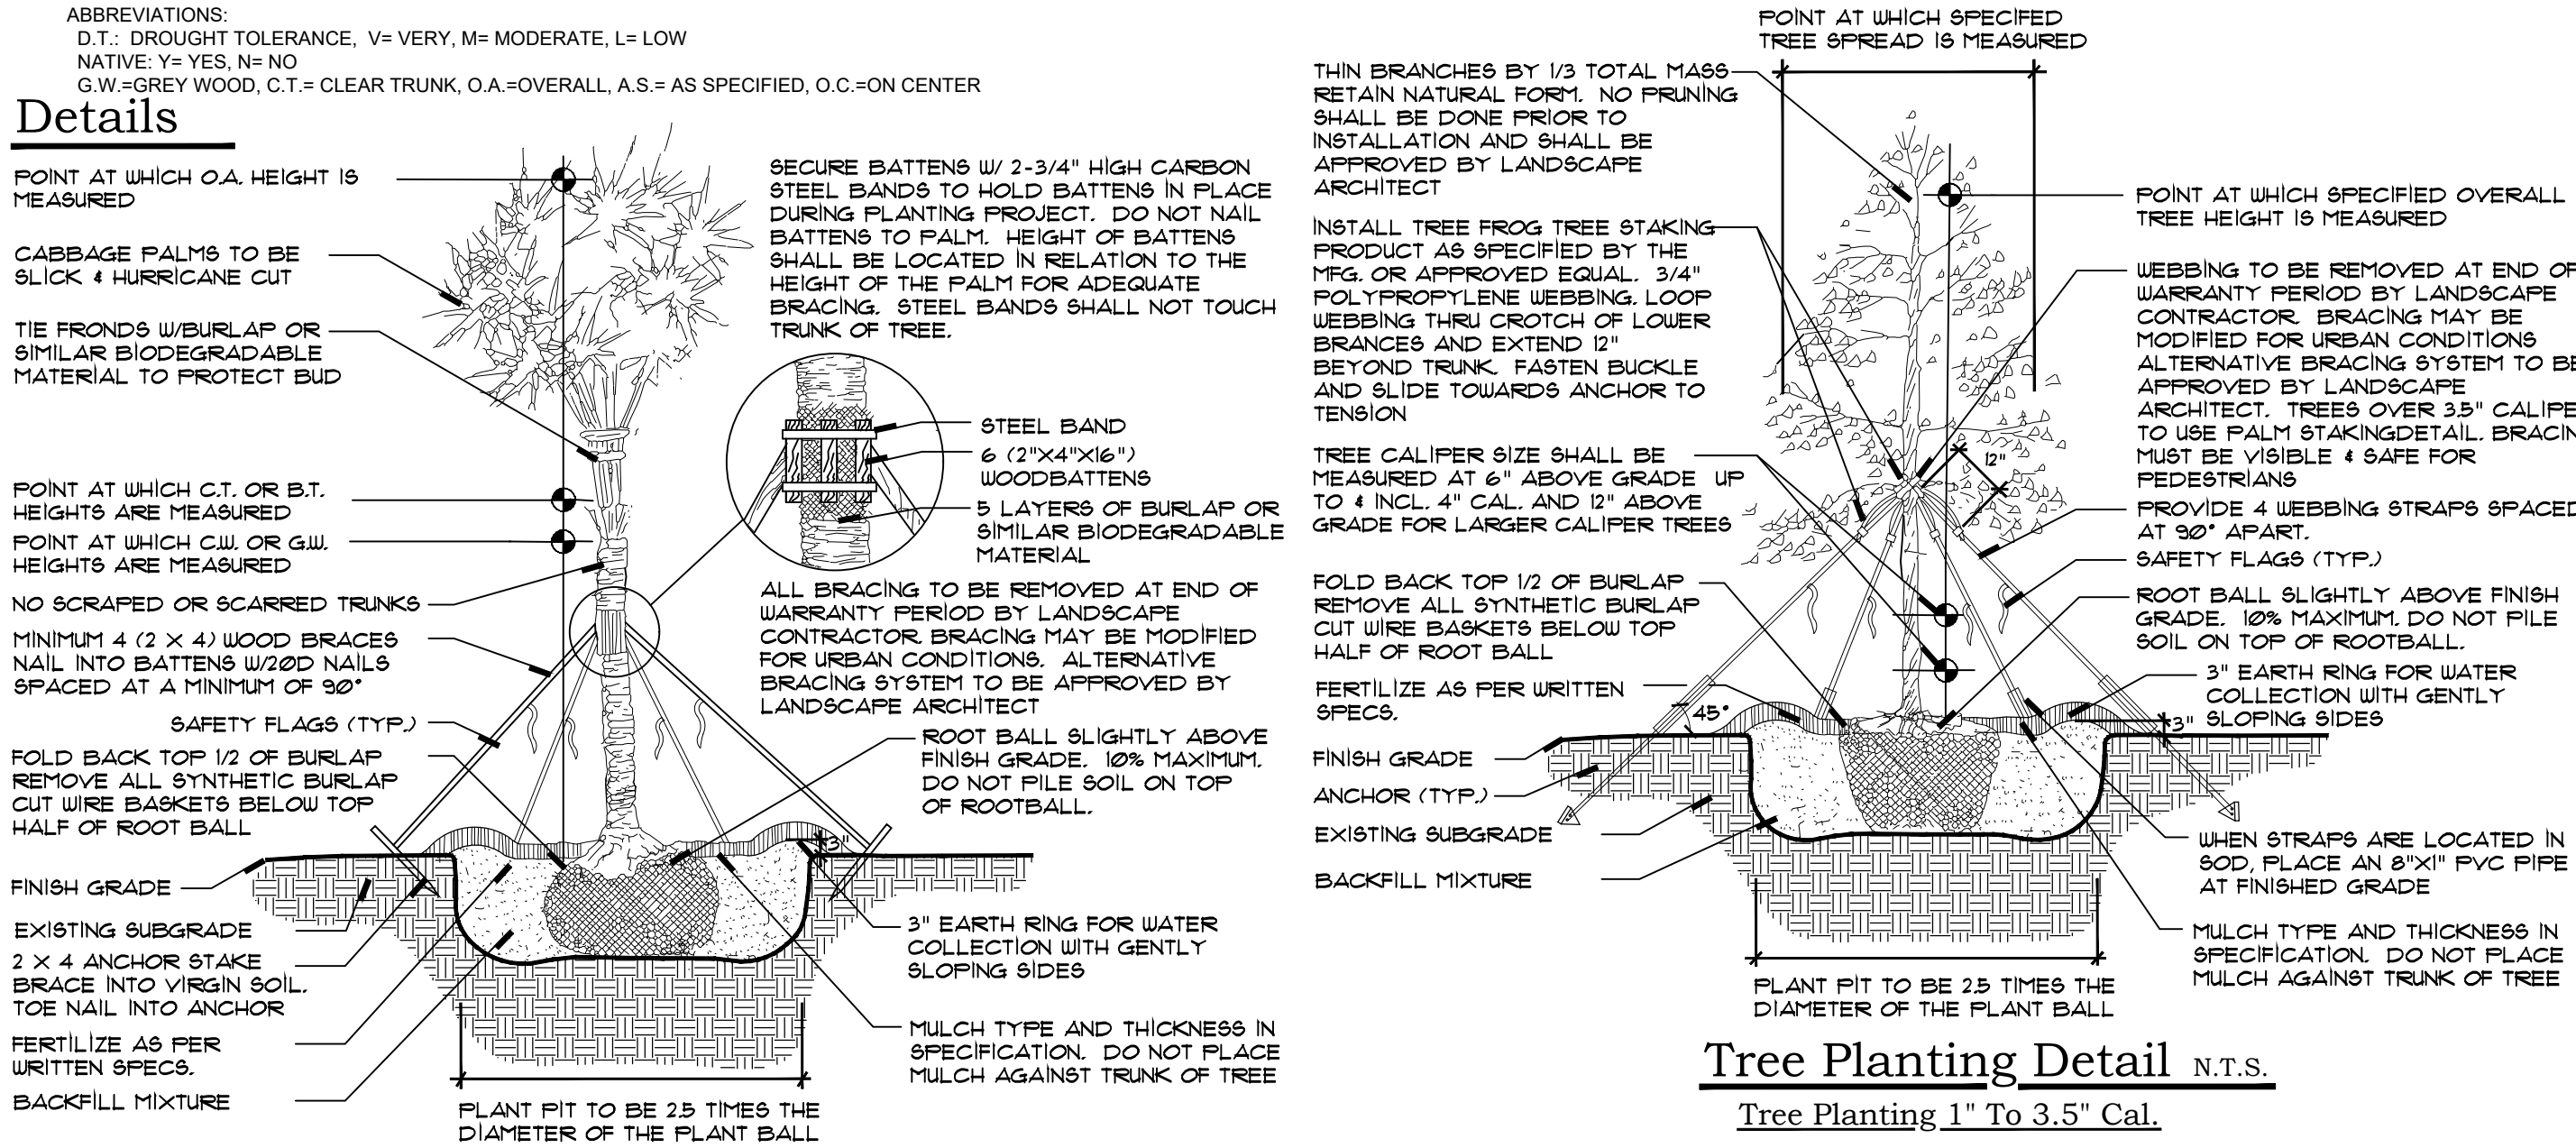 ABBREVIATIONS:
D.T.: DROUGHT TOLERANCE, V= VERY, M= MODERATE, L= LOW
NATIVE: Y= YES, N= NO
G.W.=GREY WOOD, C.T.= CLEAR TRUNK, O.A.=OVERALL, A.S.= AS SPECIFIED, O.C.=ON CENTER
Details
POINT AT WHICH O.A. HEIGHT IS
MEASURED
CABBAGE PALMS TO BE
SLICK & HURRICANE CUT
TIE FRONDS W/BURLAP OR
SIMILAR BIODEGRADABLE
MATERIAL TO PROTECT BUD
POINT AT WHICH C.T. OR B.T.
HEIGHTS ARE MEASURED
POINT AT WHICH C.W. OR G.W.
HEIGHTS ARE MEASURED
NO SCRAPED OR SCARRED TRUNKS
MINIMUM 4 (2 X 4) WOOD BRACES
NAIL INTO BATTENS W/20D NAILS
SPACED AT A MINIMUM OF 90°
SAFETY FLAGS (TYP.)
FOLD BACK TOP 1/2 OF BURLAP
REMOVE ALL SYNTHETIC BURLAP
CUT WIRE BASKETS BELOW TOP
HALF OF ROOT BALL
FINISH GRADE
EXISTING SUBGRADE
2 X 4 ANCHOR STAKE
BRACE INTO VIRGIN SOIL.
TOE NAIL INTO ANCHOR
FERTILIZE AS PER
WRITTEN SPECS.
BACKFILL MIXTURE
SECURE BATTENS W/ 2-3/4" HIGH CARBON
STEEL BANDS TO HOLD BATTENS IN PLACE
DURING PLANTING PROJECT. DO NOT NAIL
BATTENS TO PALM. HEIGHT OF BATTENS
SHALL BE LOCATED IN RELATION TO THE
HEIGHT OF THE PALM FOR ADEQUATE
BRACING. STEEL BANDS SHALL NOT TOUCH
TRUNK OF TREE.
STEEL BAND
6 (2"X4"X16")
WOODBATTENS
5 LAYERS OF BURLAP OR
SIMILAR BIODEGRADABLE
MATERIAL
ALL BRACING TO BE REMOVED AT END OF
WARRANTY PERIOD BY LANDSCAPE
CONTRACTOR. BRACING MAY BE MODIFIED
FOR URBAN CONDITIONS. ALTERNATIVE
BRACING SYSTEM TO BE APPROVED BY
LANDSCAPE ARCHITECT
ROOT BALL SLIGHTLY ABOVE
FINISH GRADE. 10% MAXIMUM.
DO NOT PILE SOIL ON TOP
OF ROOTBALL.
3"
3" EARTH RING FOR WATER
COLLECTION WITH GENTLY
SLOPING SIDES
MULCH TYPE AND THICKNESS IN
SPECIFICATION. DO NOT PLACE
MULCH AGAINST TRUNK OF TREE
PLANT PIT TO BE 2.5 TIMES THE
DIAMETER OF THE PLANT BALL
POINT AT WHICH SPECIFED
TREE SPREAD IS MEASURED
THIN BRANCHES BY 1/3 TOTAL MASS
RETAIN NATURAL FORM. NO PRUNING
SHALL BE DONE PRIOR TO
INSTALLATION AND SHALL BE
APPROVED BY LANDSCAPE
ARCHITECT
INSTALL TREE FROG TREE STAKING
PRODUCT AS SPECIFIED BY THE
MFG. OR APPROVED EQUAL. 3/4"
POLYPROPYLENE WEBBING. LOOP
WEBBING THRU CROTCH OF LOWER
BRANCES AND EXTEND 12"
BEYOND TRUNK. FASTEN BUCKLE
AND SLIDE TOWARDS ANCHOR TO
TENSION
TREE CALIPER SIZE SHALL BE
MEASURED AT 6" ABOVE GRADE UP
TO & INCL. 4" CAL. AND 12" ABOVE
GRADE FOR LARGER CALIPER TREES
FOLD BACK TOP 1/2 OF BURLAP
REMOVE ALL SYNTHETIC BURLAP
CUT WIRE BASKETS BELOW TOP
HALF OF ROOT BALL
FERTILIZE AS PER WRITTEN
SPECS.
45°
FINISH GRADE
ANCHOR (TYP.)
EXISTING SUBGRADE
BACKFILL MIXTURE
POINT AT WHICH SPECIFIED OVERALL
TREE HEIGHT IS MEASURED
WEBBING TO BE REMOVED AT END OF
WARRANTY PERIOD BY LANDSCAPE
CONTRACTOR. BRACING MAY BE
MODIFIED FOR URBAN CONDITIONS
ALTERNATIVE BRACING SYSTEM TO BE
APPROVED BY LANDSCAPE
ARCHITECT. TREES OVER 3.5" CALIPE
TO USE PALM STAKINGDETAIL. BRACIN
MUST BE VISIBLE & SAFE FOR
PEDESTRIANS
12"
PROVIDE 4 WEBBING STRAPS SPACED
AT 90° APART.
SAFETY FLAGS (TYP.)
ROOT BALL SLIGHTLY ABOVE FINISH
GRADE. 10% MAXIMUM. DO NOT PILE
SOIL ON TOP OF ROOTBALL.
3" EARTH RING FOR WATER
COLLECTION WITH GENTLY
SLOPING SIDES
3"
WHEN STRAPS ARE LOCATED IN
SOD, PLACE AN 8"X1" PVC PIPE
AT FINISHED GRADE
MULCH TYPE AND THICKNESS IN
SPECIFICATION. DO NOT PLACE
MULCH AGAINST TRUNK OF TREE
PLANT PIT TO BE 2.5 TIMES THE
DIAMETER OF THE PLANT BALL
Tree Planting Detail N.T.S.
Tree Planting 1" To 3.5" Cal.